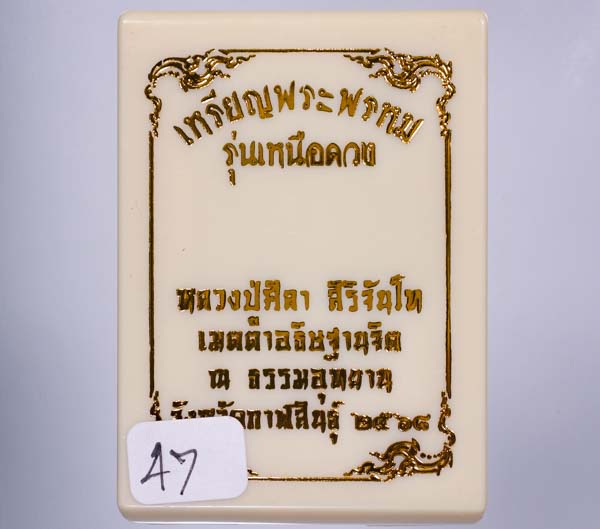 เหรียญพระพรหม
รุ่นเหนือดวง
หลวงปู่ศิลา สิริจันโท
เมตตาอธิษฐานจิต
ณ ธรรมอุทยาน
จังหวัดกาฬสินธุ์ ๒๕๖๘
47